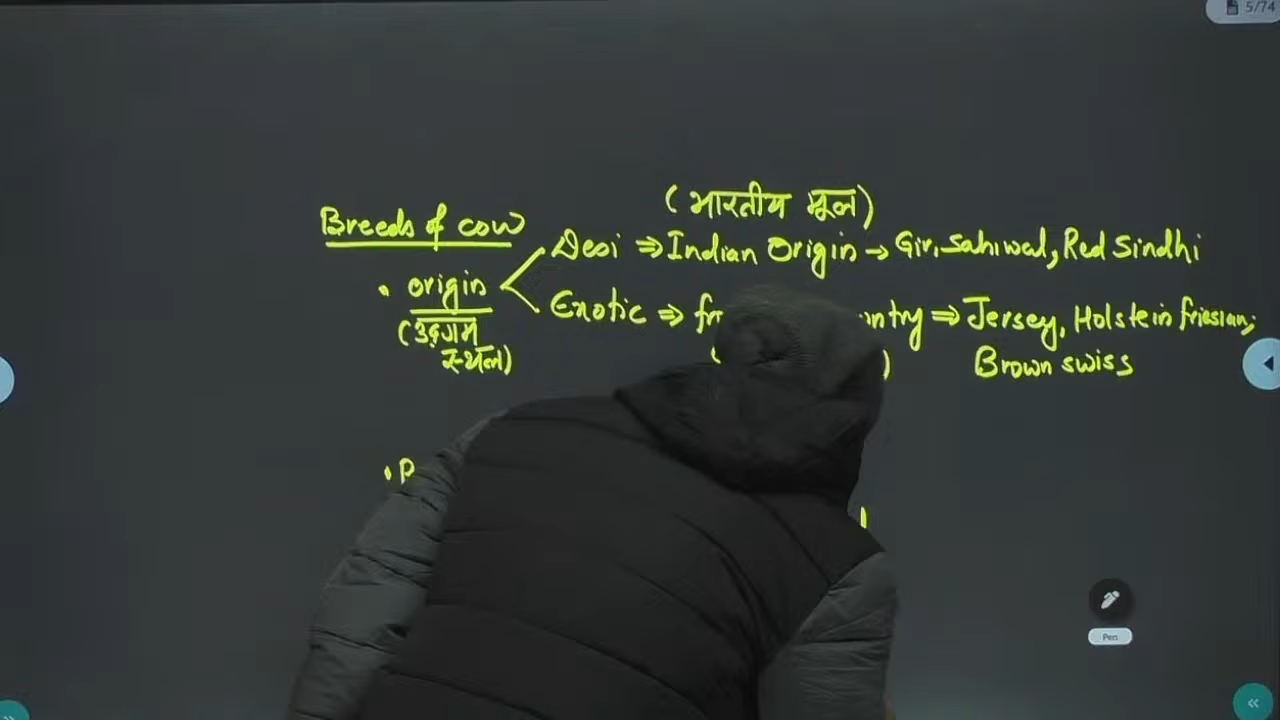 5/74
(भारतीय मूल)
Breeds of cow
Desi ⇒ Indian Origin → Gir, Sahiwal, Red Sindhi
• origin
(उद्गम स्थल)
Exotic ⇒ ⇒ Jersey, Holstein friesian,
Brown swiss
Pen